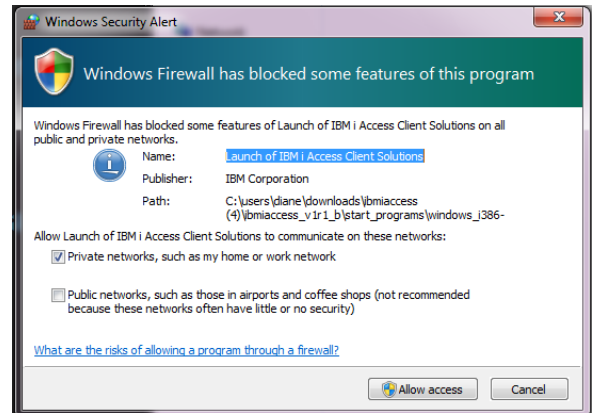 Windows Security Alert
Windows Firewall has blocked some features of this program
Windows Firewall has blocked some features of Launch of IBM i Access Client Solutions on all
public and private networks.
Name: Launch of IBM i Access Client Solutions
Publisher: IBM Corporation
Path: C:\users\diane\downloads\ibmiaccess
(4)\ibmiaccess_v1r1_b\start_programs\windows_i386-
Allow Launch of IBM i Access Client Solutions to communicate on these networks:
Private networks, such as my home or work network
Public networks, such as those in airports and coffee shops (not recommended
because these networks often have little or no security)
What are the risks of allowing a program through a firewall?
Allow access Cancel